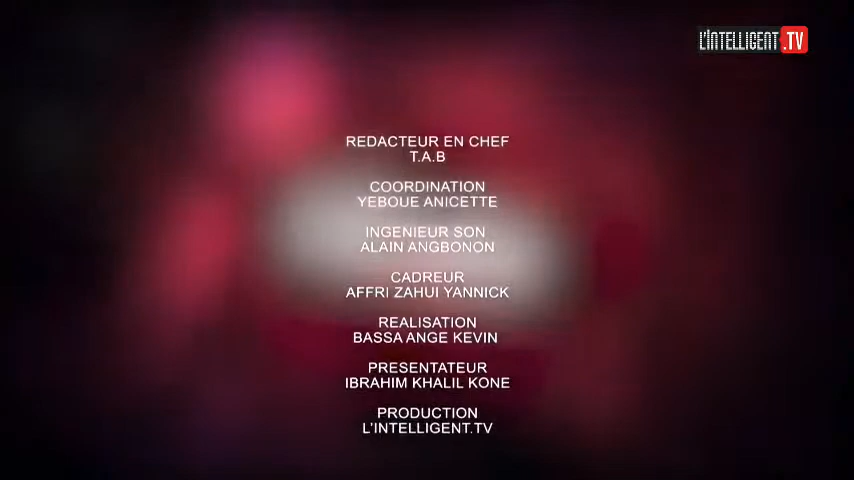 L'INTELLIGENT.TV
REDACTEUR EN CHEF
T.A.B
COORDINATION
YEBOUE ANICETTE
INGENIEUR SON
ALAIN ANGBONON
CADREUR
AFFRI ZAHUI YANNICK
REALISATION
BASSA ANGE KEVIN
PRESENTATEUR
IBRAHIM KHALIL KONE
PRODUCTION
L'INTELLIGENT.TV